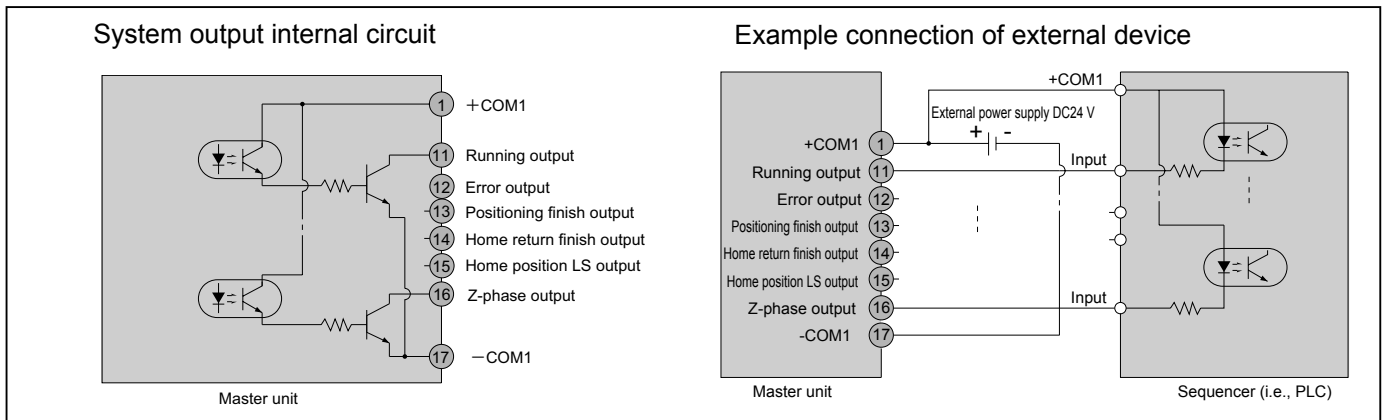 System output internal circuit
1
＋COM1
11
Running output
12
Error output
13
Positioning finish output
14
Home return finish output
15
Home position LS output
16
Z-phase output
17
－COM1
Master unit
Example connection of external device
+COM1
External power supply DC24 V
+ -
+COM1
1
Input
Running output
11
Error output
12
Positioning finish output
13
Home return finish output
14
Home position LS output
15
Input
Z-phase output
16
-COM1
17
Master unit
Sequencer (i.e., PLC)